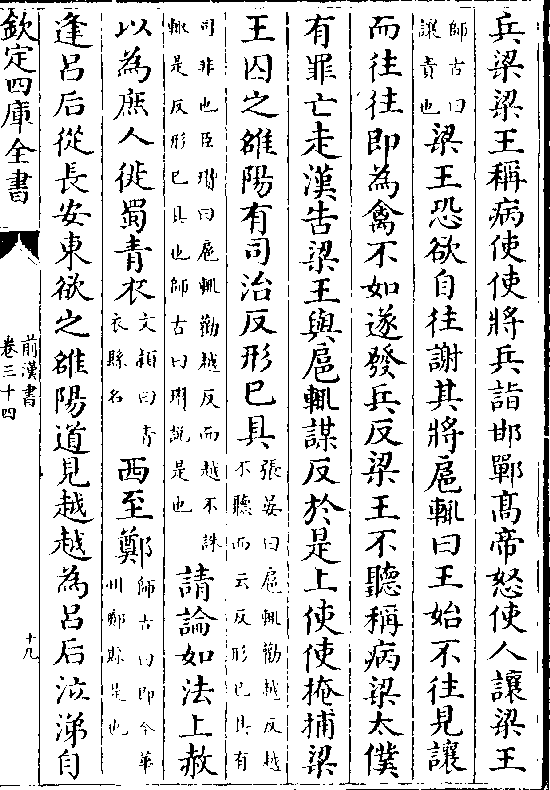 兵梁梁王稱病使使將兵詣邯鄲髙帝怒使人讓梁王
師古曰讓責也梁王恐欲自往謝其將扈輒曰王始不往見讓
而往往即為禽不如遂發兵反梁王不聽稱病梁太僕
有罪亡走漢告梁王與扈輒謀反於是上使使掩捕梁
王囚之雒陽有司治反形已具張晏曰扈輒勸越反越不聽而云反形已具有
司非也臣瓚曰扈輒勸越反而越不誅輒是反形已具也師古曰瓚説是也請論如法上赦
以為庶人徙蜀青衣文穎曰青衣縣名西至鄭師古曰即今華州鄭縣是也
逢吕后從長安東欲之雒陽道見越越為吕后泣涕自
欽定四庫全書
前漢書
卷三十四
十九